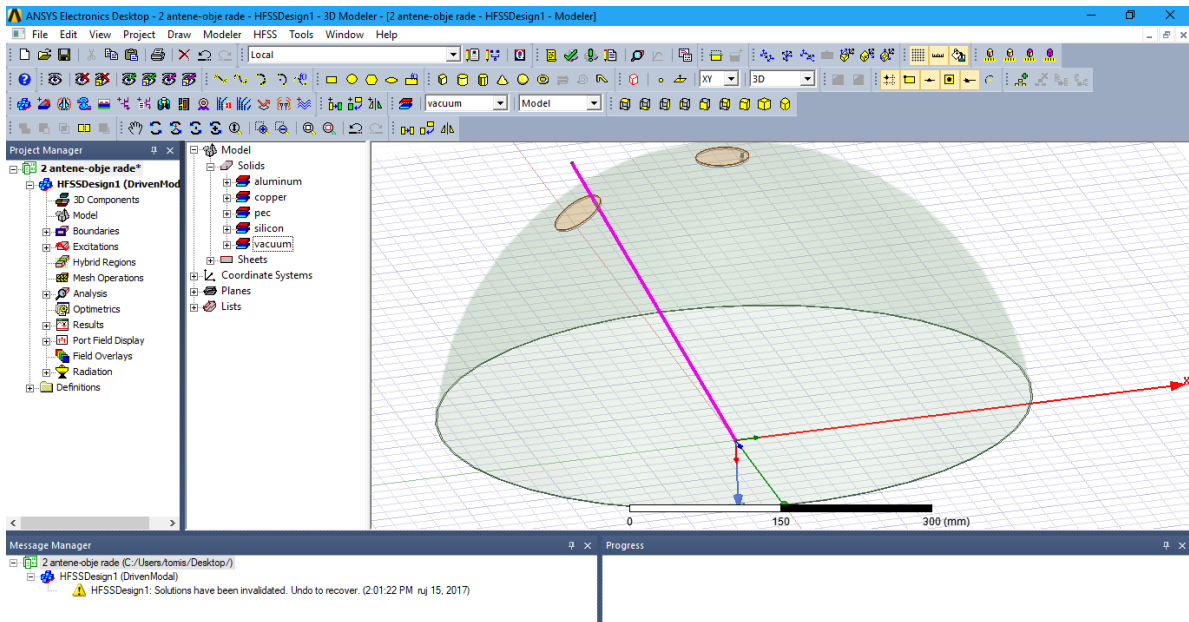 ANSYS Electronics Desktop - 2 antene-obje rade - HFSSDesign1 - 3D Modeler - [2 antene-obje rade - HFSSDesign1 - Modeler]
File Edit View Project Draw Modeler HFSS Tools Window Help
Local
XY 3D
vacuum Model
Project Manager
2 antene-obje rade*
HFSSDesign1 (DrivenMod
3D Components
Model
Boundaries
Excitations
Hybrid Regions
Mesh Operations
Analysis
Optimetrics
Results
Port Field Display
Field Overlays
Radiation
Definitions
Model
Solids
aluminum
copper
pec
silicon
vacuum
Sheets
Coordinate Systems
Planes
Lists
X
0 150 300 (mm)
Message Manager
2 antene-obje rade (C:/Users/tomis/Desktop/)
HFSSDesign1 (DrivenModal)
HFSSDesign1: Solutions have been invalidated. Undo to recover. (2:01:22 PM ruj 15, 2017)
Progress